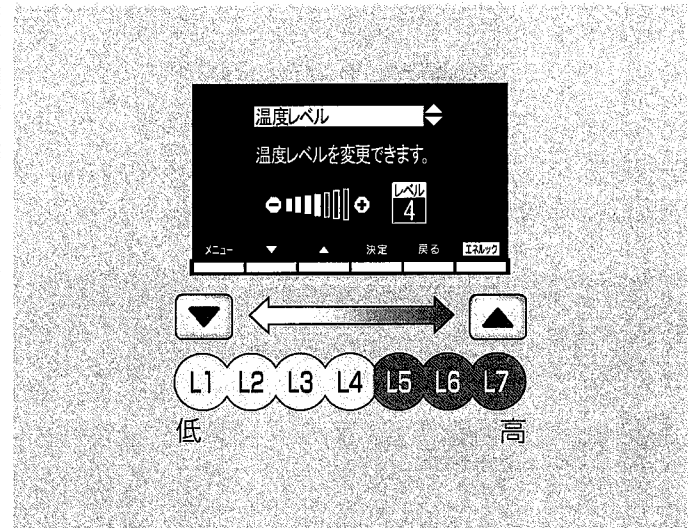 温度レベル
温度レベルを変更できます。
レベル
4
メニュー ▼ ▲ 決定 戻る エネルック
L1 L2 L3 L4 L5 L6 L7
低 高